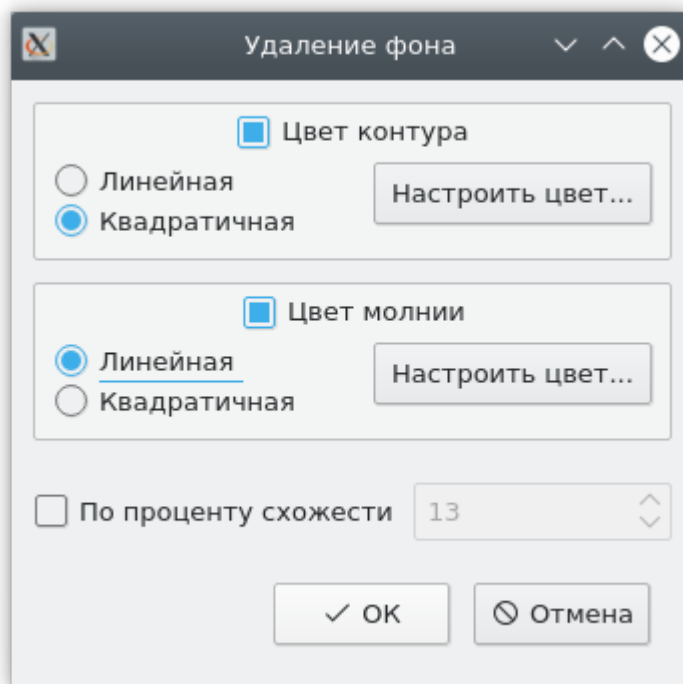 Удаление фона
Цвет контура
Линейная
Квадратичная
Настроить цвет...
Цвет молнии
Линейная
Квадратичная
Настроить цвет...
По проценту схожести 13
ОК Отмена